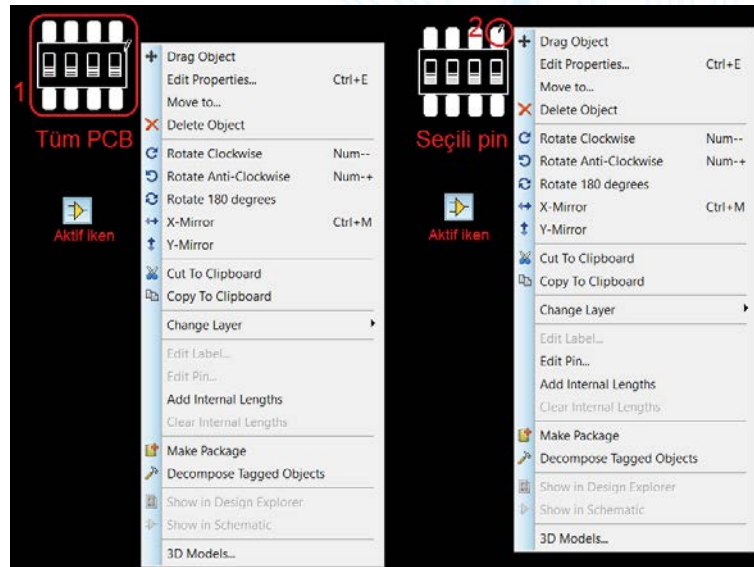 1
Tüm PCB
Aktif iken
Drag Object
Edit Properties... Ctrl+E
Move to...
Delete Object
Rotate Clockwise Num--
Rotate Anti-Clockwise Num-+
Rotate 180 degrees
X-Mirror Ctrl+M
Y-Mirror
Cut To Clipboard
Copy To Clipboard
Change Layer
Edit Label...
Edit Pin...
Add Internal Lengths
Clear Internal Lengths
Make Package
Decompose Tagged Objects
Show in Design Explorer
Show in Schematic
3D Models...
2
Seçili pin
Aktif iken
Drag Object
Edit Properties... Ctrl+E
Move to...
Delete Object
Rotate Clockwise Num--
Rotate Anti-Clockwise Num-+
Rotate 180 degrees
X-Mirror Ctrl+M
Y-Mirror
Cut To Clipboard
Copy To Clipboard
Change Layer
Edit Label...
Edit Pin...
Add Internal Lengths
Clear Internal Lengths
Make Package
Decompose Tagged Objects
Show in Design Explorer
Show in Schematic
3D Models...